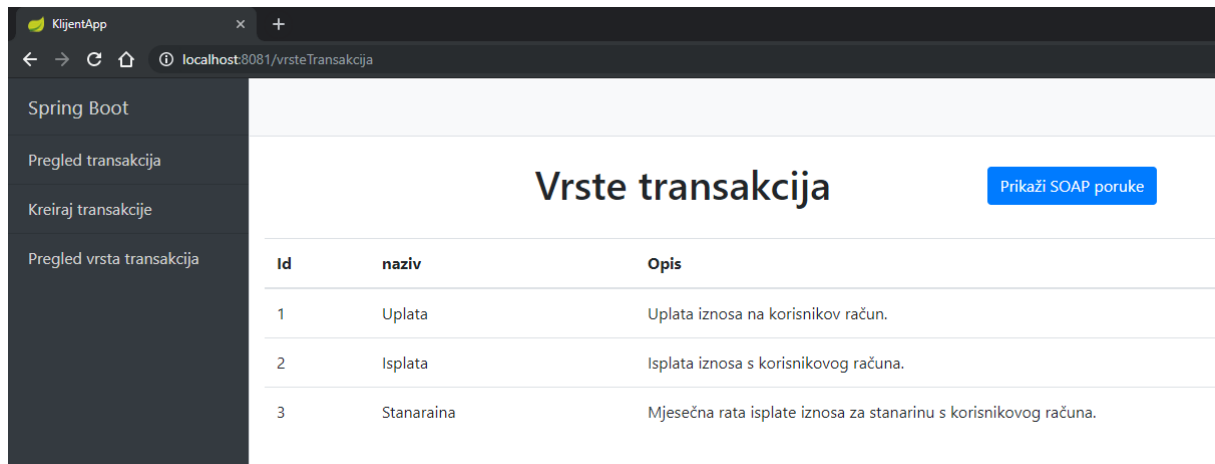 KlijentApp
localhost:8081/vrsteTransakcija
Spring Boot
Pregled transakcija
Kreiraj transakcije
Pregled vrsta transakcija
Vrste transakcija
Prikaži SOAP poruke
Id naziv Opis
1 Uplata Uplata iznosa na korisnikov račun.
2 Isplata Isplata iznosa s korisnikovog računa.
3 Stanaraina Mjesečna rata isplate iznosa za stanarinu s korisnikovog računa.